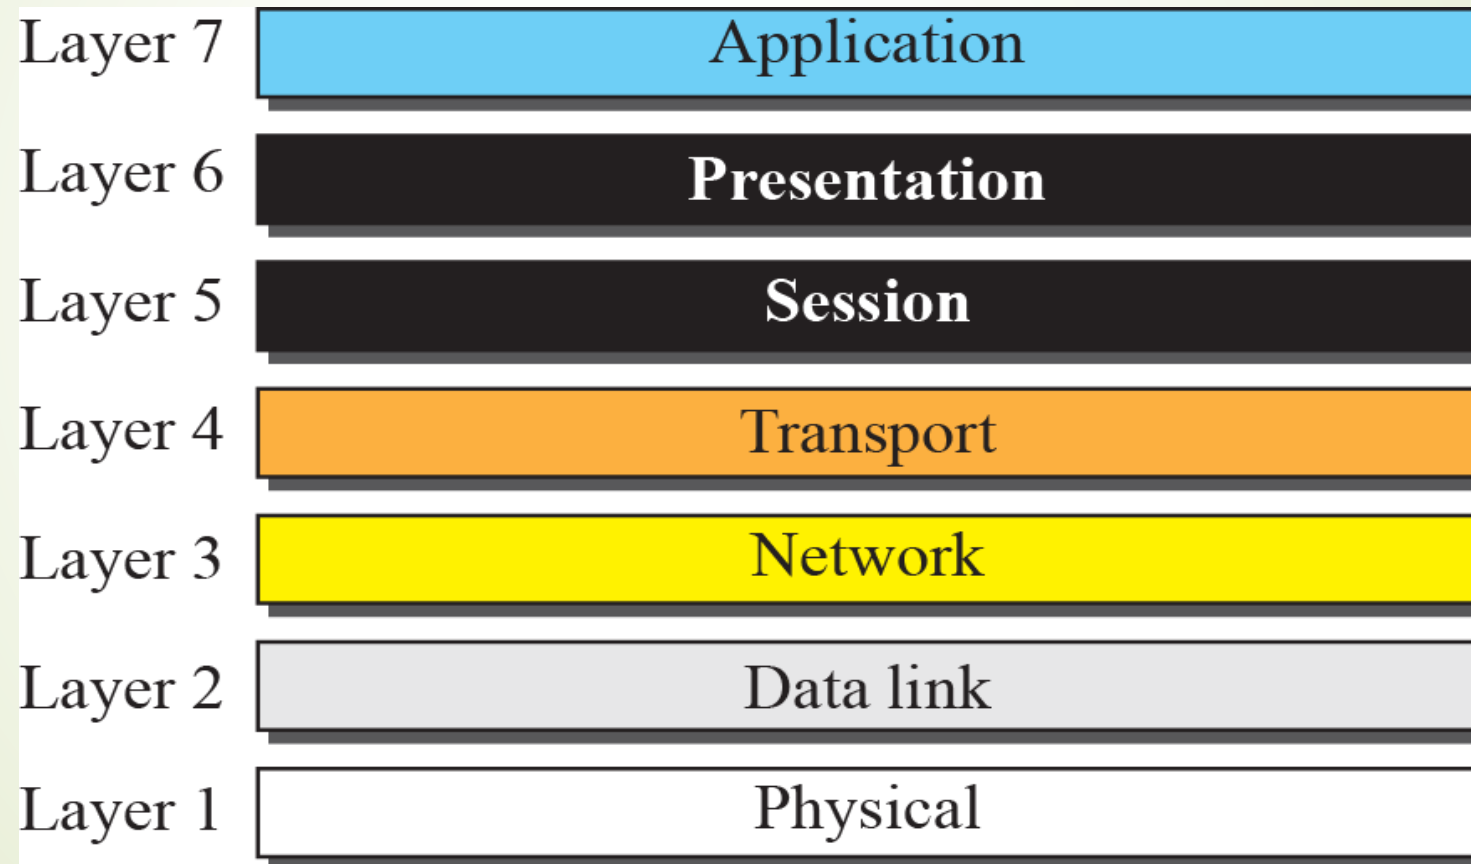 Layer 7 Application
Layer 6 Presentation
Layer 5 Session
Layer 4 Transport
Layer 3 Network
Layer 2 Data link
Layer 1 Physical